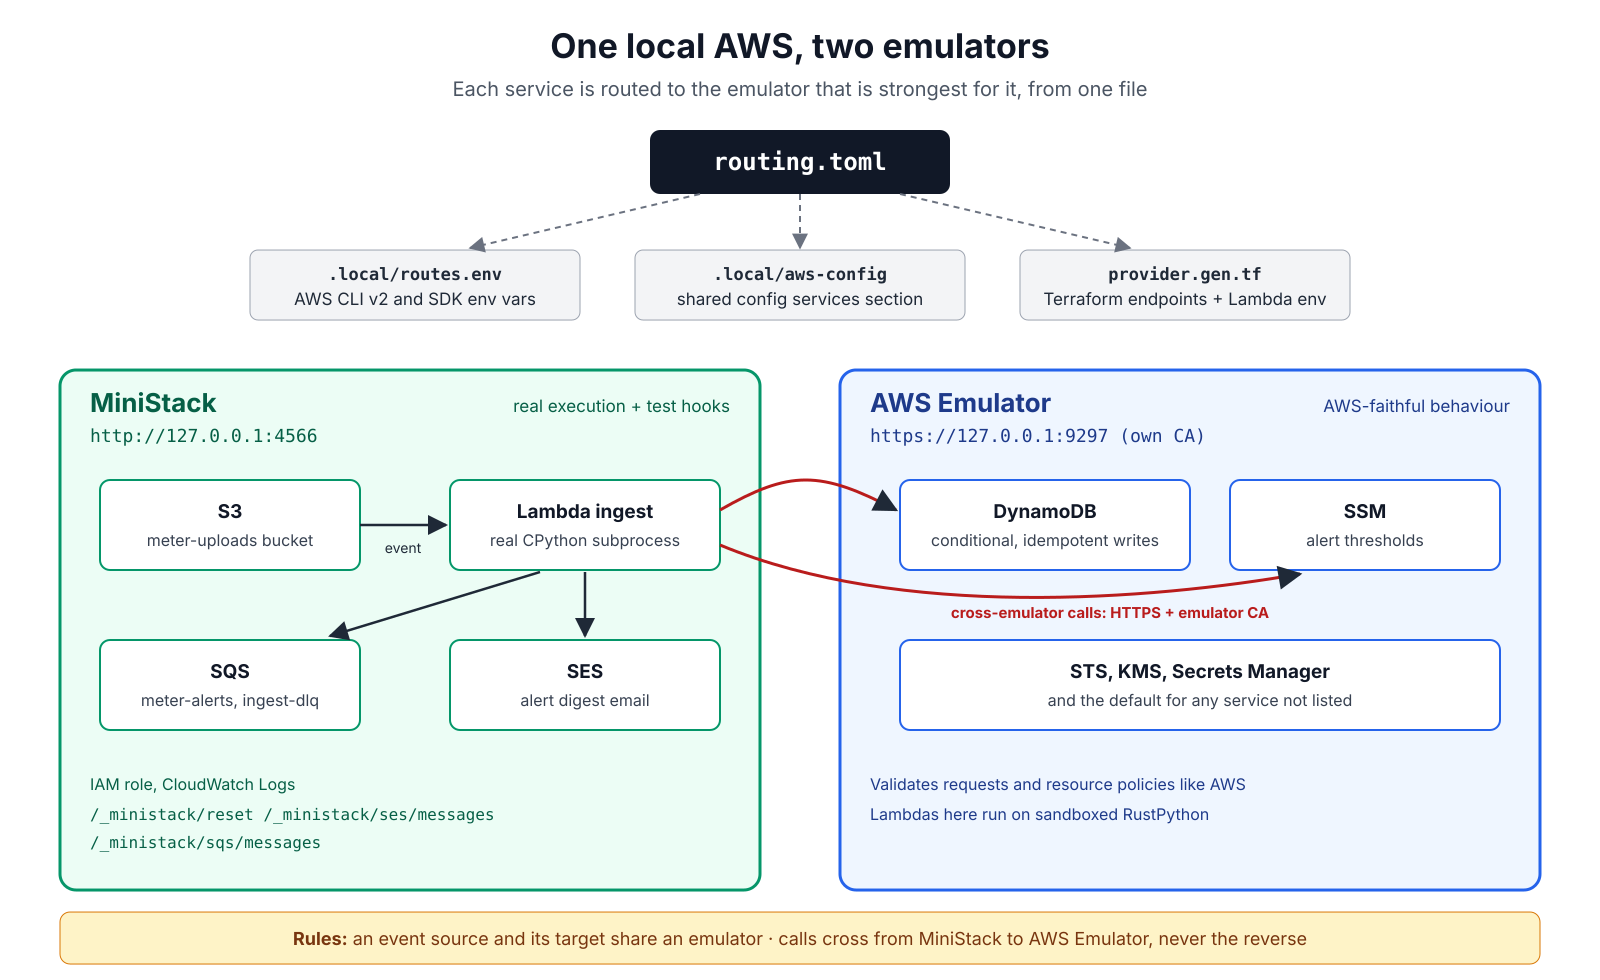 One local AWS, two emulators
Each service is routed to the emulator that is strongest for it, from one file
routing.toml
.local/routes.env
AWS CLI v2 and SDK env vars
.local/aws-config
shared config services section
provider.gen.tf
Terraform endpoints + Lambda env
MiniStack
real execution + test hooks
http://127.0.0.1:4566
S3
meter-uploads bucket
event
Lambda ingest
real CPython subprocess
SQS
meter-alerts, ingest-dlq
SES
alert digest email
IAM role, CloudWatch Logs
/_ministack/reset /_ministack/ses/messages
/_ministack/sqs/messages
AWS Emulator
AWS-faithful behaviour
https://127.0.0.1:9297 (own CA)
DynamoDB
conditional, idempotent writes
SSM
alert thresholds
cross-emulator calls: HTTPS + emulator CA
STS, KMS, Secrets Manager
and the default for any service not listed
Validates requests and resource policies like AWS
Lambdas here run on sandboxed RustPython
Rules: an event source and its target share an emulator · calls cross from MiniStack to AWS Emulator, never the reverse